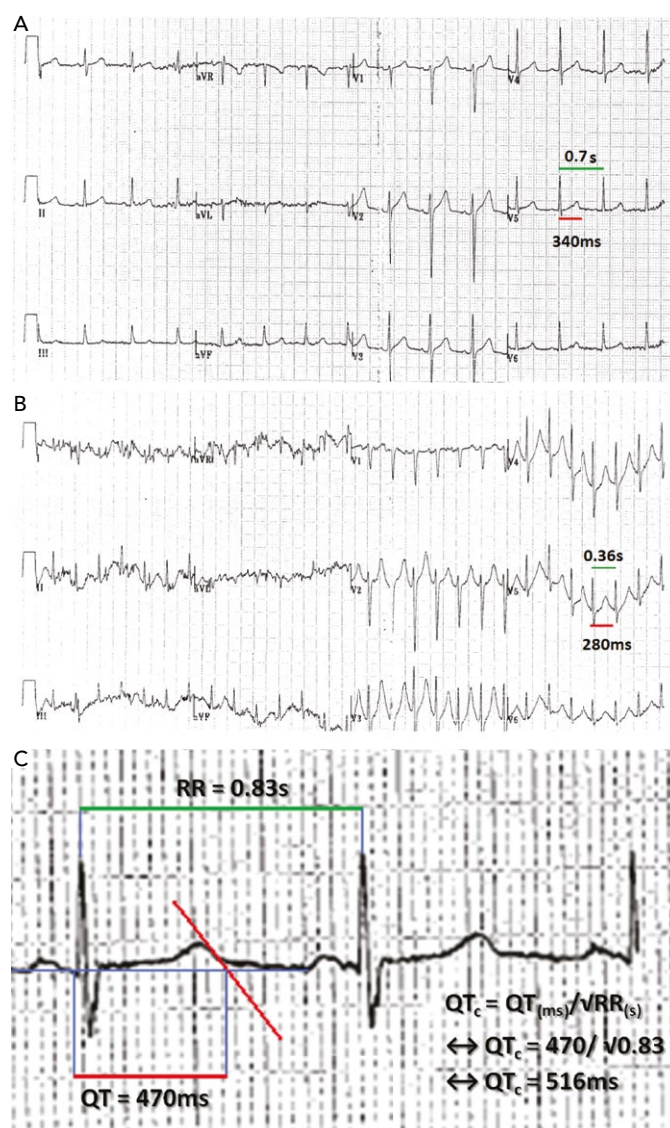 A
aVR
V1
V4
0.7 s
II
aVL
V2
V5
340ms
III
aVF
V3
V6
B
aVR
V1
V4
0.36s
II
V2
V5
280ms
III
aVF
V3
V6
C
RR = 0.83s
QTc = QT(ms)/√RR(s)
↔ QTc = 470/ √0.83
↔ QTc = 516ms
QT = 470ms